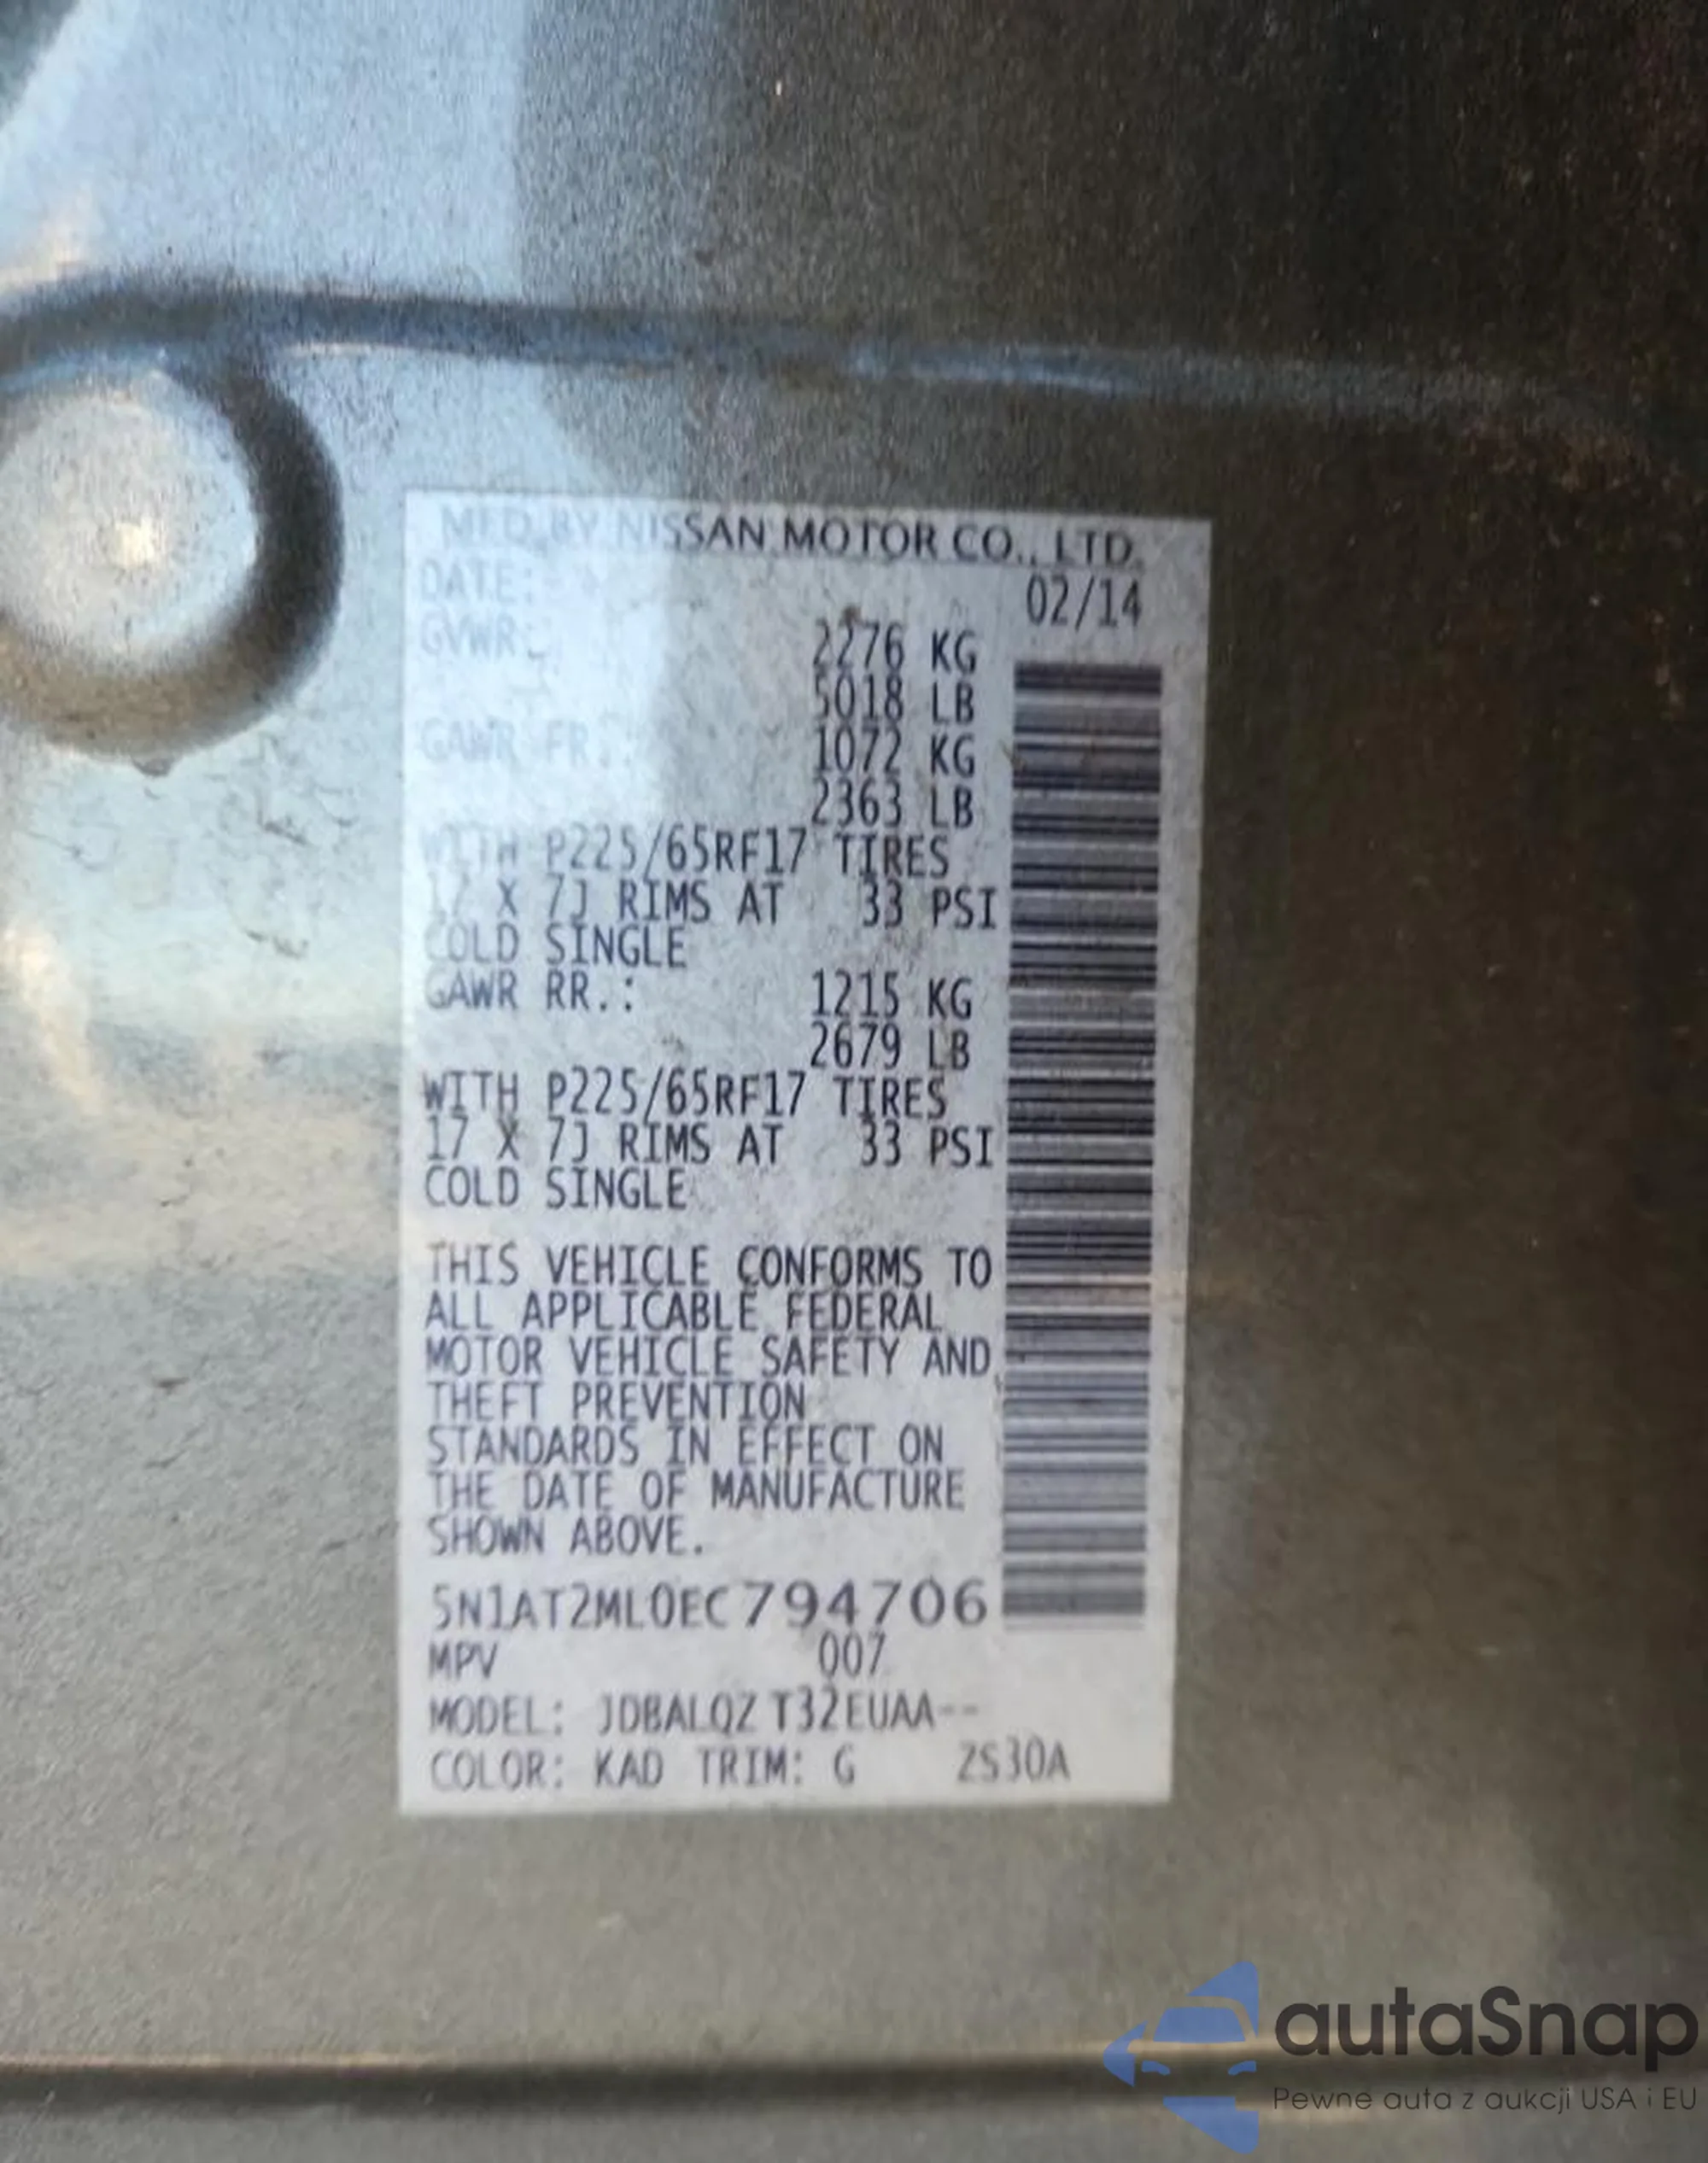 MFD BY NISSAN MOTOR CO., LTD.
DATE: 02/14
GVWR: 2276 KG
5018 LB
GAWR FR.: 1072 KG
2363 LB
WITH P225/65RF17 TIRES
17 X 7J RIMS AT 33 PSI
COLD SINGLE
GAWR RR.: 1215 KG
2679 LB
WITH P225/65RF17 TIRES
17 X 7J RIMS AT 33 PSI
COLD SINGLE
THIS VEHICLE CONFORMS TO
ALL APPLICABLE FEDERAL
MOTOR VEHICLE SAFETY AND
THEFT PREVENTION
STANDARDS IN EFFECT ON
THE DATE OF MANUFACTURE
SHOWN ABOVE.
5N1AT2ML0EC794706
MPV 007
MODEL: JDBALQZ T32EUAA--
COLOR: KAD TRIM: G ZS30A
autaSnap
Pewne auta z aukcji USA i EU